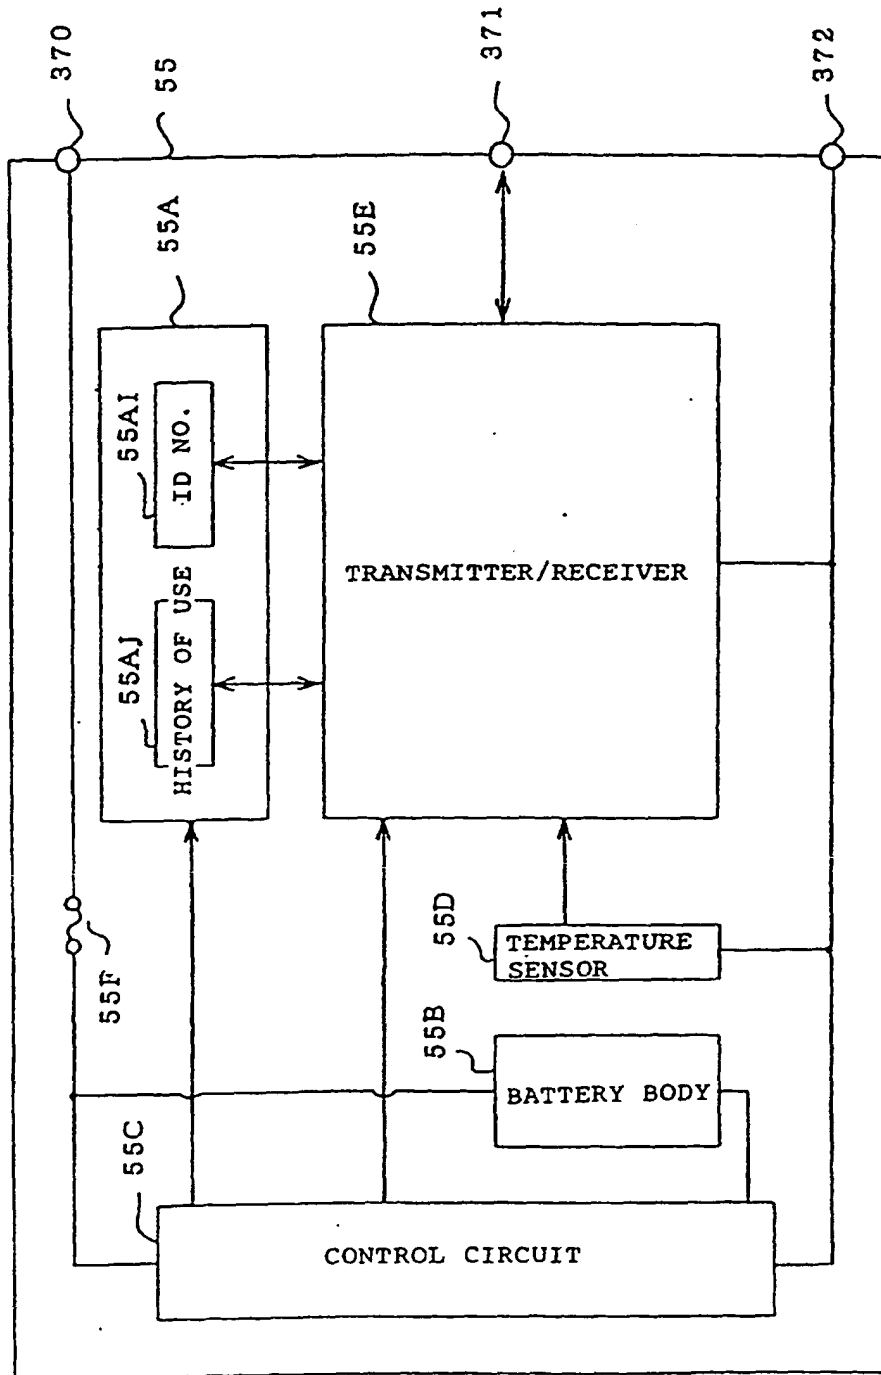 370
55
371
372
55A
55E
55AI
ID NO.
55AJ
HISTORY OF USE
TRANSMITTER/RECEIVER
55F
55D
TEMPERATURE
SENSOR
55B
BATTERY BODY
55C
CONTROL CIRCUIT